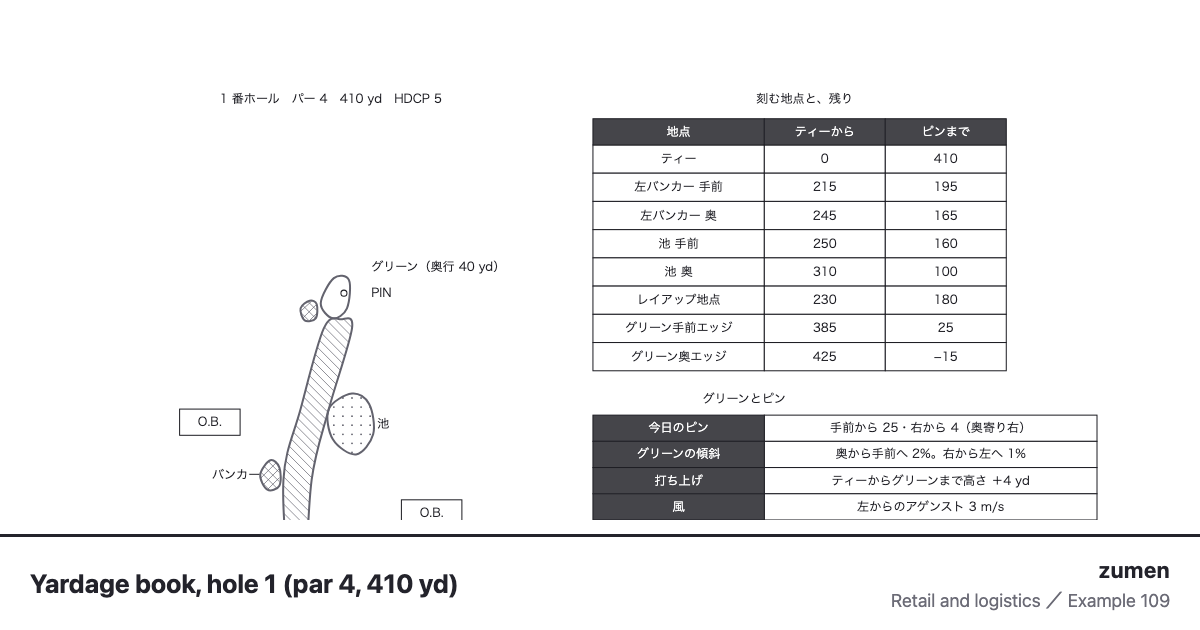 1 番ホール　パー 4　410 yd　HDCP 5
グリーン（奥行 40 yd）
PIN
O.B.
池
バンカー
O.B.
刻む地点と、残り
地点 ティーから ピンまで
ティー 0 410
左バンカー 手前 215 195
左バンカー 奥 245 165
池 手前 250 160
池 奥 310 100
レイアップ地点 230 180
グリーン手前エッジ 385 25
グリーン奥エッジ 425 −15
グリーンとピン
今日のピン 手前から 25・右から 4（奥寄り右）
グリーンの傾斜 奥から手前へ 2%。右から左へ 1%
打ち上げ ティーからグリーンまで高さ +4 yd
風 左からのアゲンスト 3 m/s
Yardage book, hole 1 (par 4, 410 yd)
zumen
Retail and logistics ／ Example 109